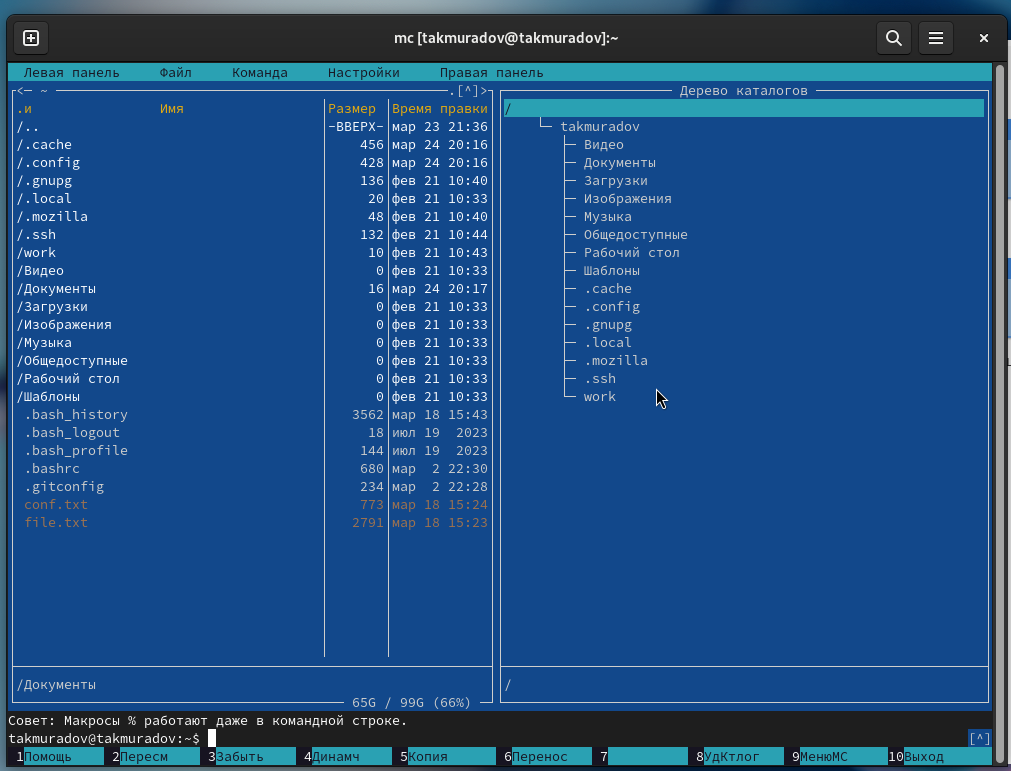 mc [takmuradov@takmuradov]:~
Левая панель Файл Команда Настройки Правая панель
<— ~ .[^]>
.и Имя Размер Время правки
/.. -ВВЕРХ- мар 23 21:36
/.cache 456 мар 24 20:16
/.config 428 мар 24 20:16
/.gnupg 136 фев 21 10:40
/.local 20 фев 21 10:33
/.mozilla 48 фев 21 10:40
/.ssh 132 фев 21 10:44
/work 10 фев 21 10:43
/Видео 0 фев 21 10:33
/Документы 16 мар 24 20:17
/Загрузки 0 фев 21 10:33
/Изображения 0 фев 21 10:33
/Музыка 0 фев 21 10:33
/Общедоступные 0 фев 21 10:33
/Рабочий стол 0 фев 21 10:33
/Шаблоны 0 фев 21 10:33
.bash_history 3562 мар 18 15:43
.bash_logout 18 июл 19 2023
.bash_profile 144 июл 19 2023
.bashrc 680 мар 2 22:30
.gitconfig 234 мар 2 22:28
conf.txt 773 мар 18 15:24
file.txt 2791 мар 18 15:23
/Документы
65G / 99G (66%)
Дерево каталогов
/
takmuradov
Видео
Документы
Загрузки
Изображения
Музыка
Общедоступные
Рабочий стол
Шаблоны
.cache
.config
.gnupg
.local
.mozilla
.ssh
work
/
Совет: Макросы % работают даже в командной строке.
takmuradov@takmuradov:~$ [^]
1Помощь 2Пересм 3Забыть 4Динамч 5Копия 6Перенос 7 8УдКтлог 9МенюМС 10Выход